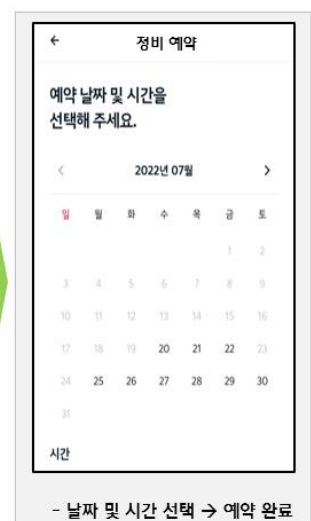 ← 정비 예약
예약 날짜 및 시간을
선택해 주세요.
< 2022년 07월 >
일 월 화 수 목 금 토
1 2
3 4 5 6 7 8 9
10 11 12 13 14 15 16
17 18 19 20 21 22 23
24 25 26 27 28 29 30
31
시간
- 날짜 및 시간 선택 → 예약 완료